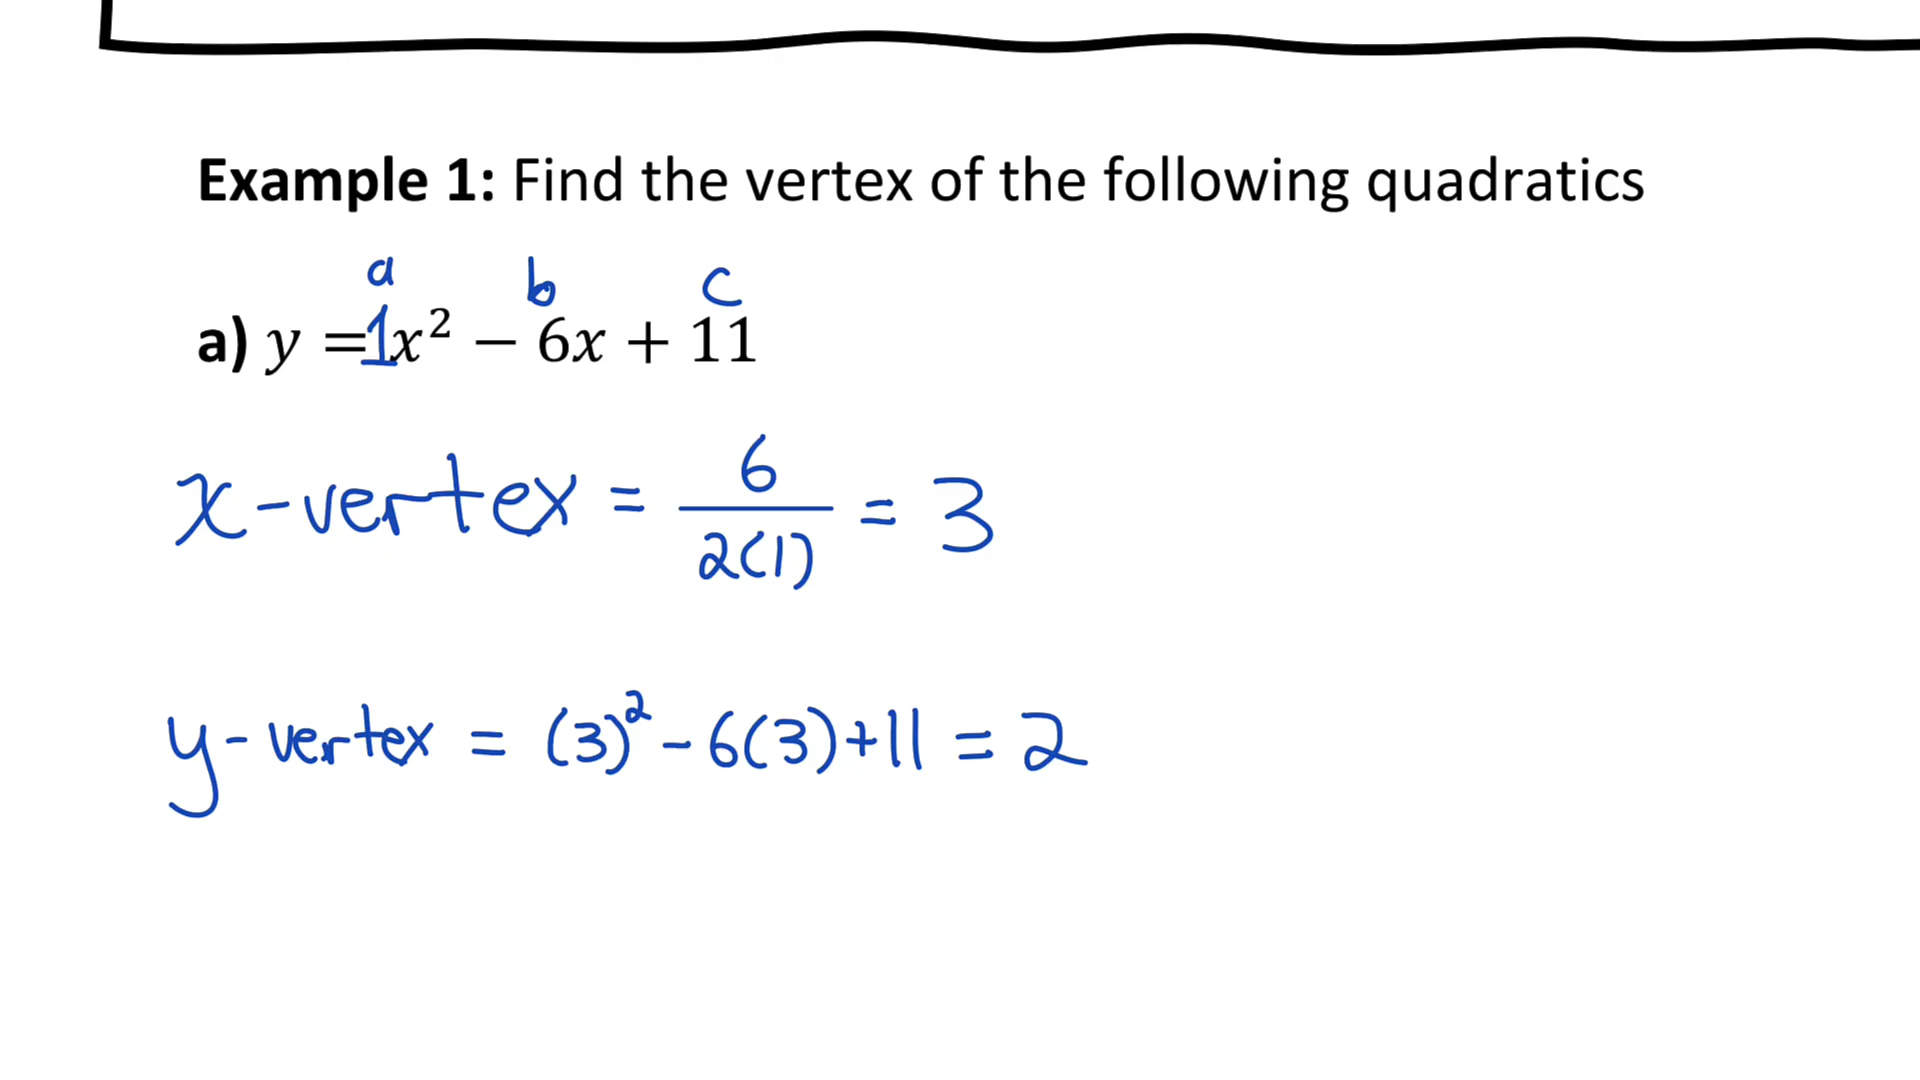 Example 1: Find the vertex of the following quadratics
a b c
a) y =1x² − 6x + 11
x-vertex = 6/2(1) = 3
y-vertex = (3)² - 6(3)+11 = 2